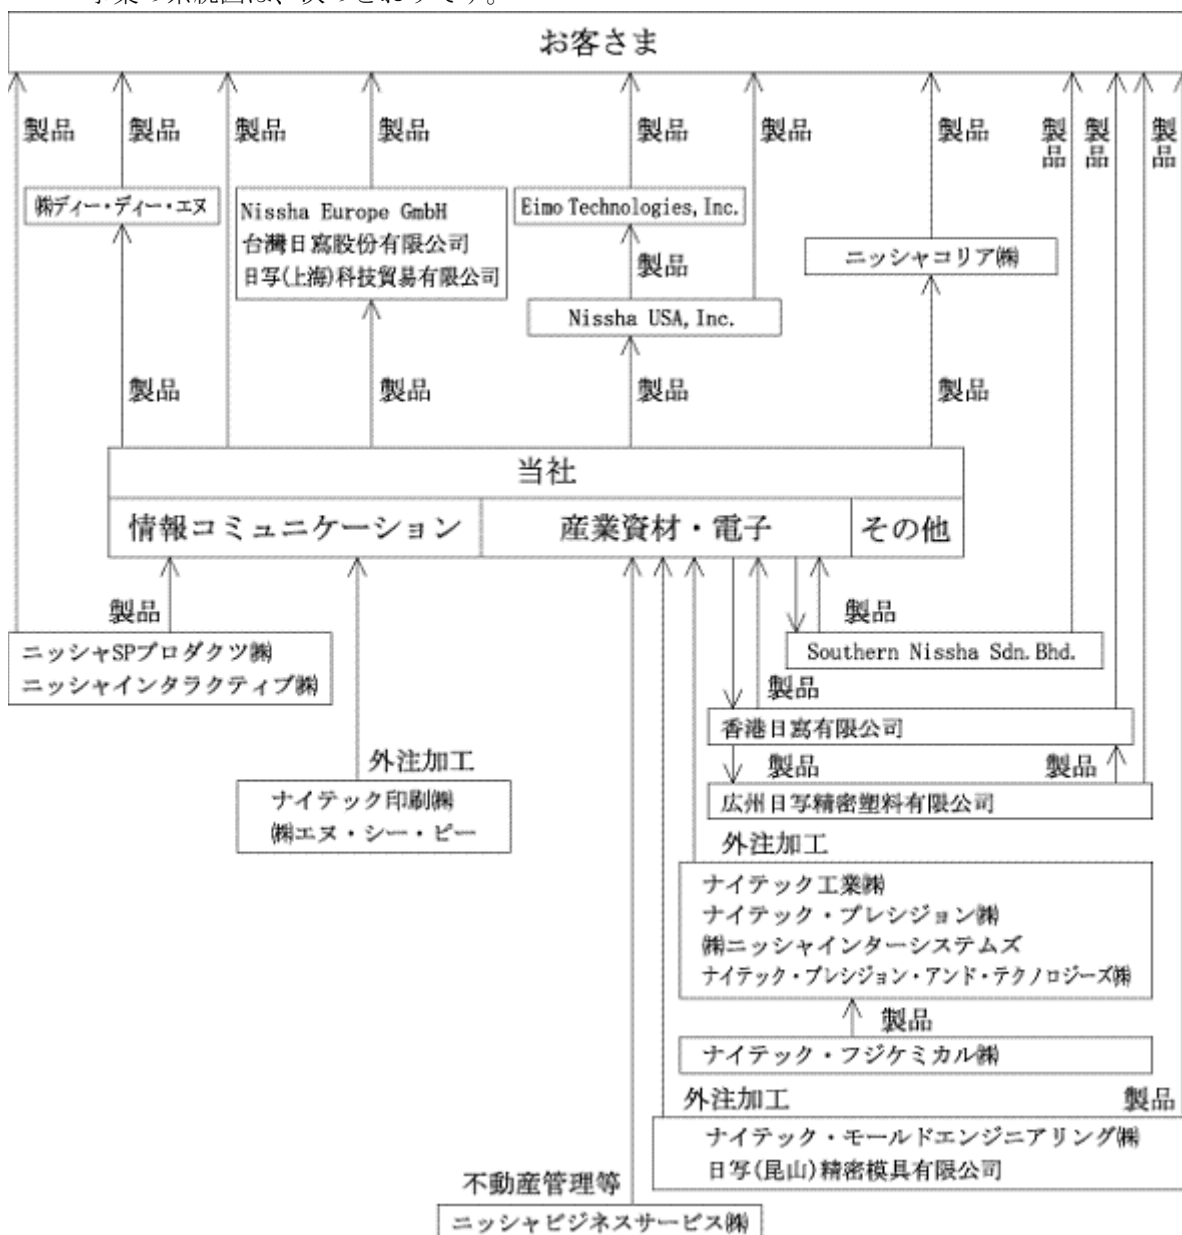 事業の系統図は、次のとおりです。
お客さま
製品
製品
製品
製品
製品
製品
製品
製品
製品
製品
㈱ディー・ディー・エヌ
Nissha Europe GmbH
台灣日寫股份有限公司
日写(上海)科技貿易有限公司
Eimo Technologies, Inc.
製品
ニッシャコリア㈱
Nissha USA, Inc.
製品
製品
製品
製品
当社
情報コミュニケーション
産業資材・電子
その他
製品
製品
ニッシャSPプロダクツ㈱
ニッシャインタラクティブ㈱
Southern Nissha Sdn. Bhd.
製品
香港日寫有限公司
外注加工
製品
製品
ナイテック印刷㈱
㈱エヌ・シー・ピー
広州日写精密塑料有限公司
外注加工
ナイテック工業㈱
ナイテック・プレシジョン㈱
㈱ニッシャインターシステムズ
ナイテック・プレシジョン・アンド・テクノロジーズ㈱
製品
ナイテック・フジケミカル㈱
外注加工
製品
ナイテック・モールドエンジニアリング㈱
日写(昆山)精密模具有限公司
不動産管理等
ニッシャビジネスサービス㈱